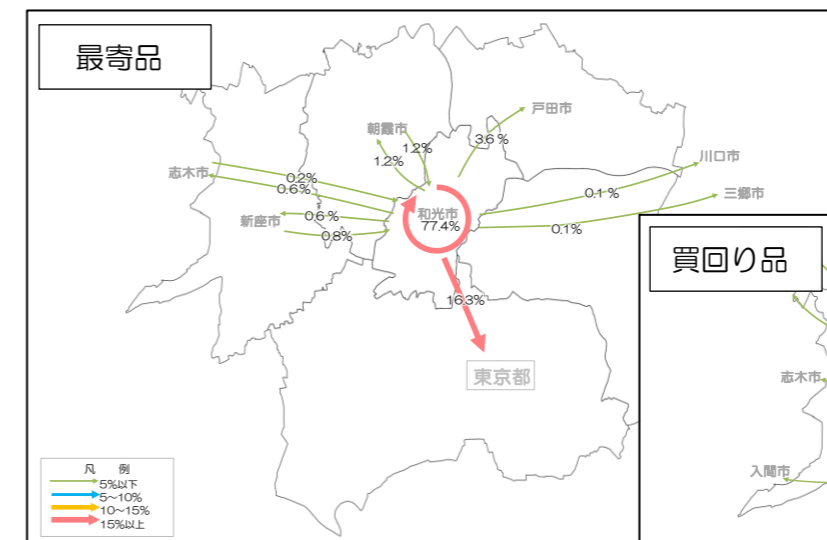 最寄品
戸田市
朝霞市
1.2%
3.6%
1.2%
川口市
志木市
0.2%
0.6%
0.1%
三郷市
和光市
77.4%
新座市
0.6%
0.8%
0.1%
買回り品
16.3%
東京都
志木市
凡 例
5%以下
5～10%
10～15%
15%以上
入間市